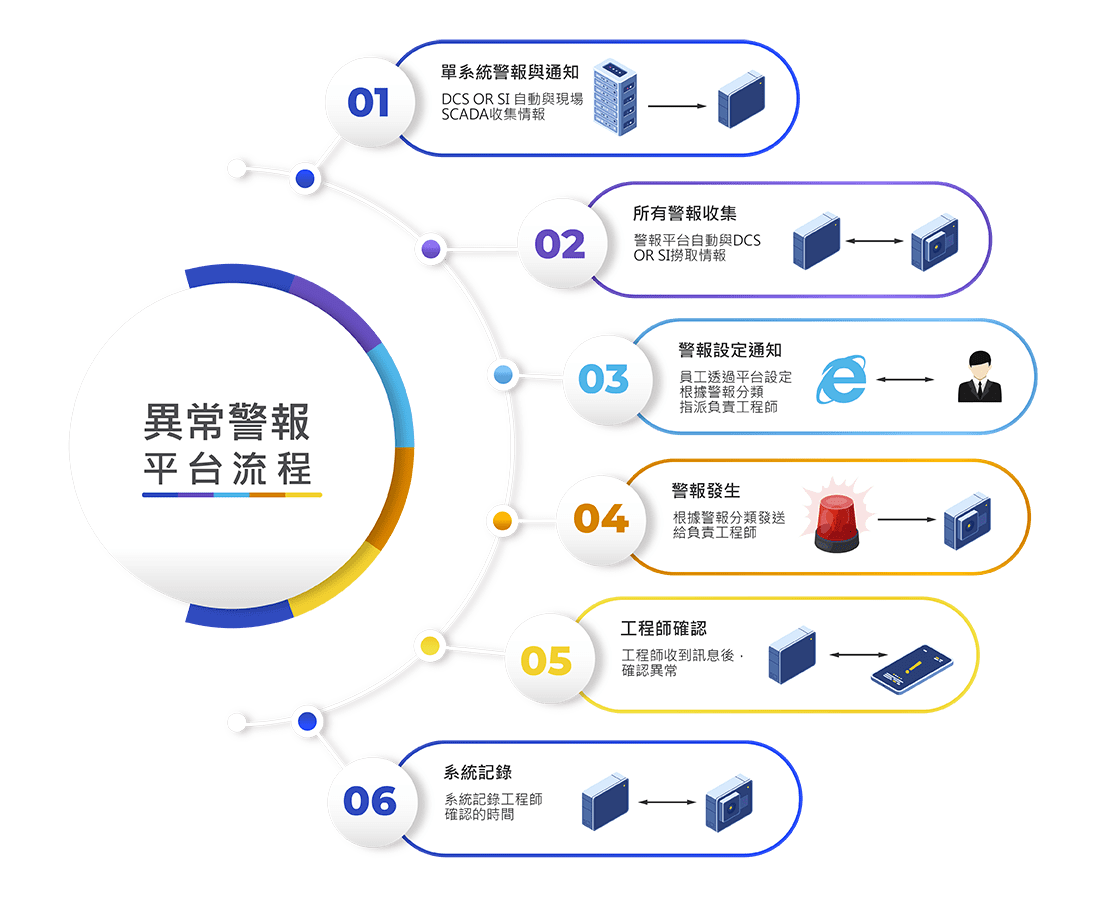 異常警報
平台流程
01
單系統警報與通知
DCS OR SI 自動與現場
SCADA收集情報
02
所有警報收集
警報平台自動與DCS
OR SI撈取情報
03
警報設定通知
員工透過平台設定
根據警報分類
指派負責工程師
04
警報發生
根據警報分類發送
給負責工程師
05
工程師確認
工程師收到訊息後，
確認異常
06
系統記錄
系統記錄工程師
確認的時間